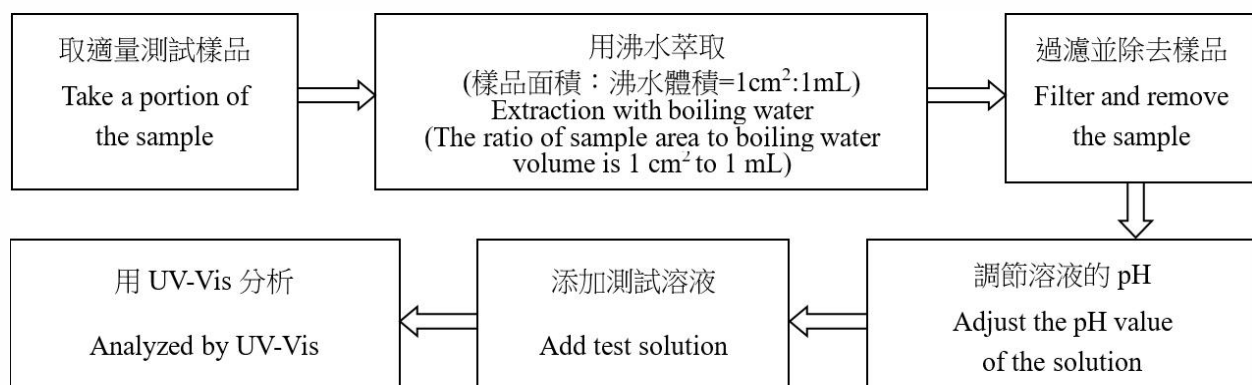 取適量測試樣品
Take a portion of
the sample
用沸水萃取
(樣品面積：沸水體積=1cm²:1mL)
Extraction with boiling water
(The ratio of sample area to boiling water
volume is 1 cm² to 1 mL)
過濾並除去樣品
Filter and remove
the sample
調節溶液的 pH
Adjust the pH value
of the solution
添加測試溶液
Add test solution
用 UV-Vis 分析
Analyzed by UV-Vis